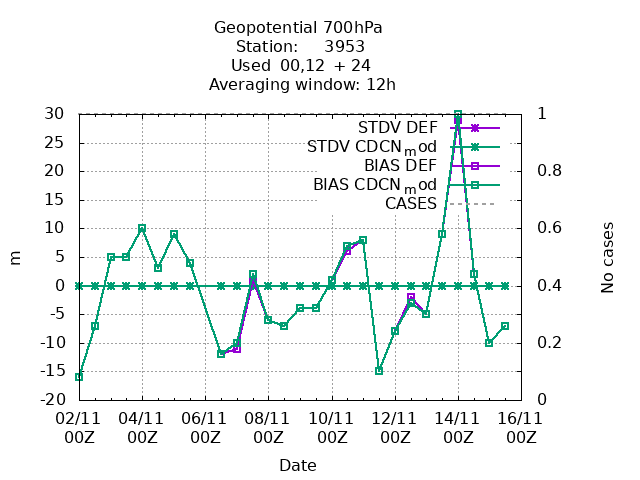 Geopotential 700hPa
Station: 3953
Used 00,12 + 24
Averaging window: 12h
30
25
20
15
10
5
0
-5
-10
-15
-20
m
1
0.8
0.6
0.4
0.2
0
No cases
STDV DEF
STDV CDCNmod
BIAS DEF
BIAS CDCNmod
CASES
02/11 04/11 06/11 08/11 10/11 12/11 14/11 16/11
00Z 00Z 00Z 00Z 00Z 00Z 00Z 00Z
Date